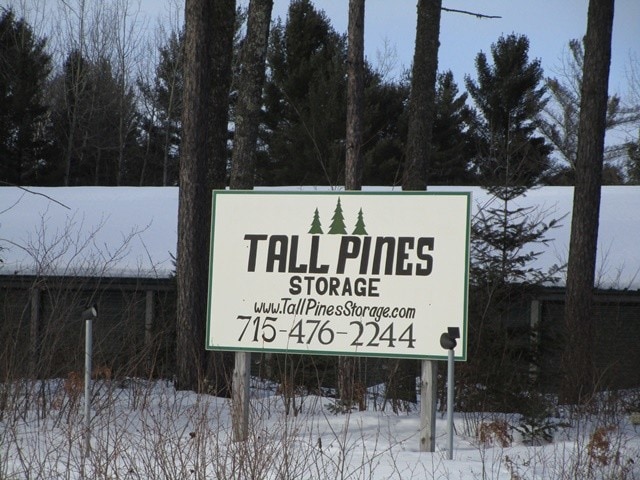 TALL PINES
STORAGE
www.TallPinesStorage.com
715-476-2244